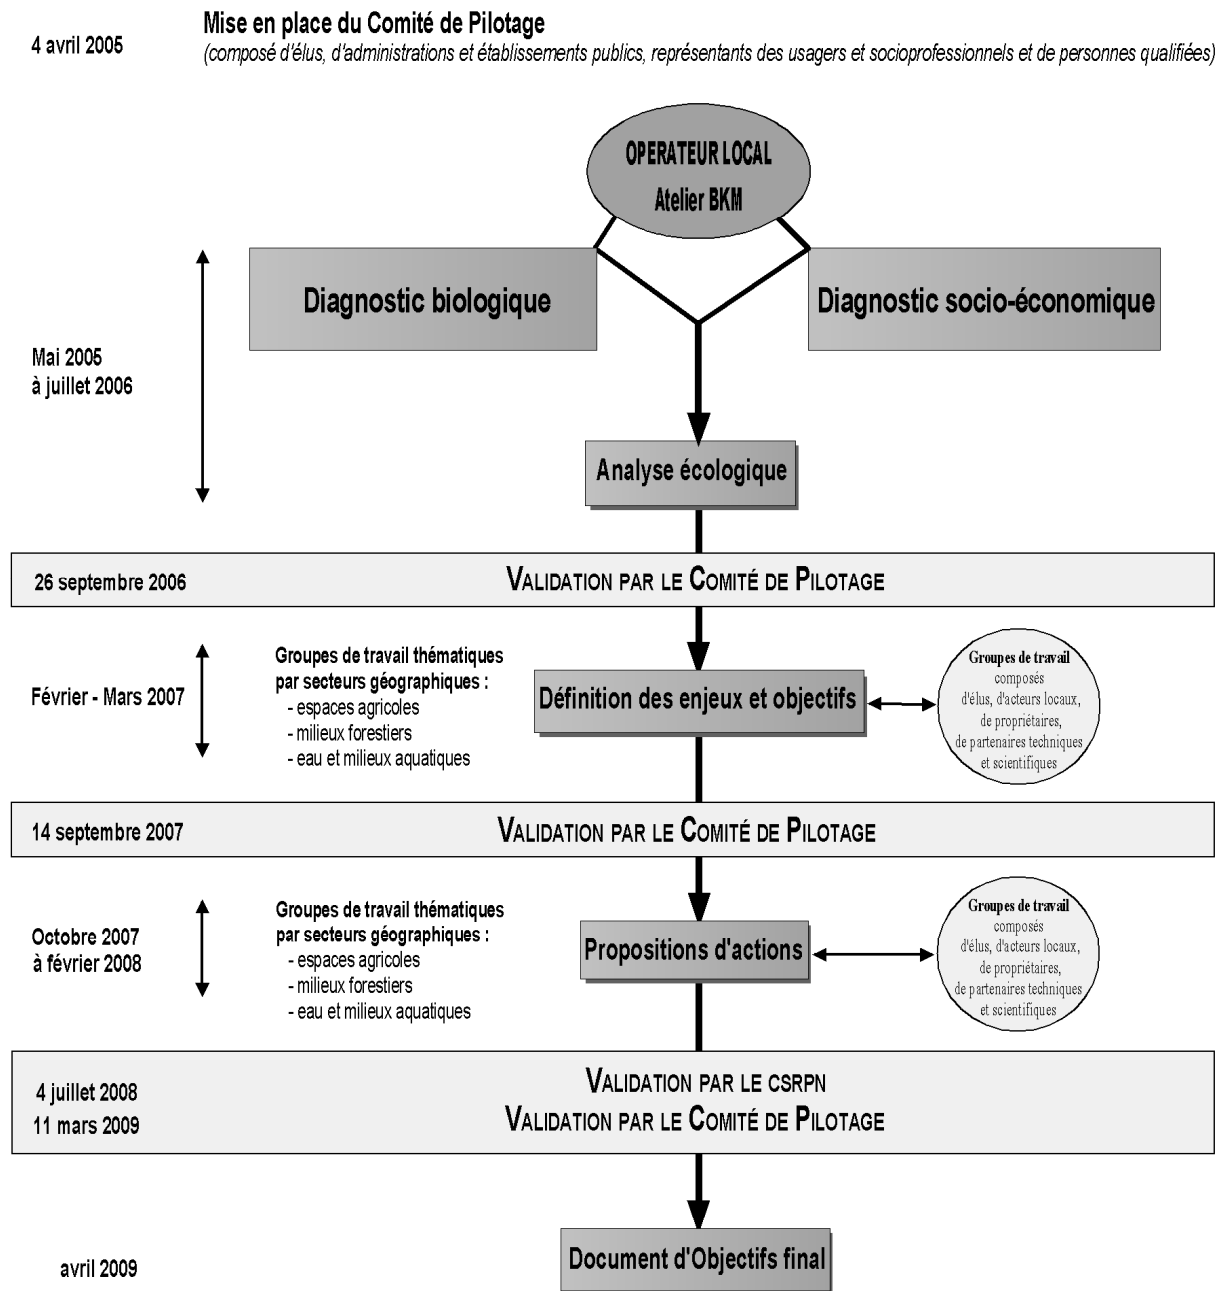 4 avril 2005
Mise en place du Comité de Pilotage
(composé d'élus, d'administrations et établissements publics, représentants des usagers et socioprofessionnels et de personnes qualifiées)
OPERATEUR LOCAL
Atelier BKM
Diagnostic biologique
Diagnostic socio-économique
Mai 2005
à juillet 2006
Analyse écologique
26 septembre 2006
VALIDATION PAR LE COMITÉ DE PILOTAGE
Février - Mars 2007
Groupes de travail thématiques
par secteurs géographiques :
- espaces agricoles
- milieux forestiers
- eau et milieux aquatiques
Définition des enjeux et objectifs
Groupes de travail
composés
d'élus, d'acteurs locaux,
de propriétaires,
de partenaires techniques
et scientifiques
14 septembre 2007
VALIDATION PAR LE COMITÉ DE PILOTAGE
Octobre 2007
à février 2008
Groupes de travail thématiques
par secteurs géographiques :
- espaces agricoles
- milieux forestiers
- eau et milieux aquatiques
Propositions d'actions
Groupes de travail
composés
d'élus, d'acteurs locaux,
de propriétaires,
de partenaires techniques
et scientifiques
4 juillet 2008
VALIDATION PAR LE CSRPN
11 mars 2009
VALIDATION PAR LE COMITÉ DE PILOTAGE
Document d'Objectifs final
avril 2009